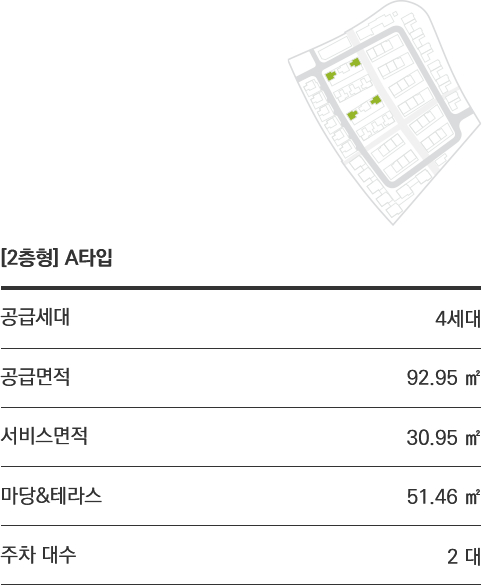 [2층형] A타입
공급세대 4세대
공급면적 92.95 ㎡
서비스면적 30.95 ㎡
마당&테라스 51.46 ㎡
주차 대수 2 대